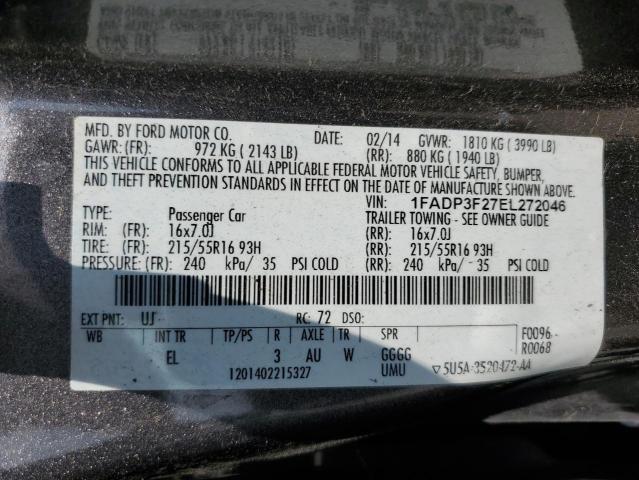 MFD. BY FORD MOTOR CO. DATE: 02/14 GVWR: 1810 KG ( 3990 LB)
GAWR: (FR): 972 KG ( 2143 LB) (RR): 880 KG ( 1940 LB)
THIS VEHICLE CONFORMS TO ALL APPLICABLE FEDERAL MOTOR VEHICLE SAFETY, BUMPER,
AND THEFT PREVENTION STANDARDS IN EFFECT ON THE DATE OF MANUFACTURE SHOWN ABOVE.
VIN: 1FADP3F27EL272046
TYPE: Passenger Car TRAILER TOWING - SEE OWNER GUIDE
RIM: (FR): 16x7.0J (RR): 16x7.0J
TIRE: (FR): 215/55R16 93H (RR): 215/55R16 93H
PRESSURE: (FR): 240 kPa/ 35 PSI COLD (RR): 240 kPa/ 35 PSI COLD
EXT PNT: UJ RC: 72 DSO:
WB INT TR TP/PS R AXLE TR SPR F0096
EL 3 AU W GGGG R0068
1201402215327 UMU ▽ 5U5A-3520472-AA